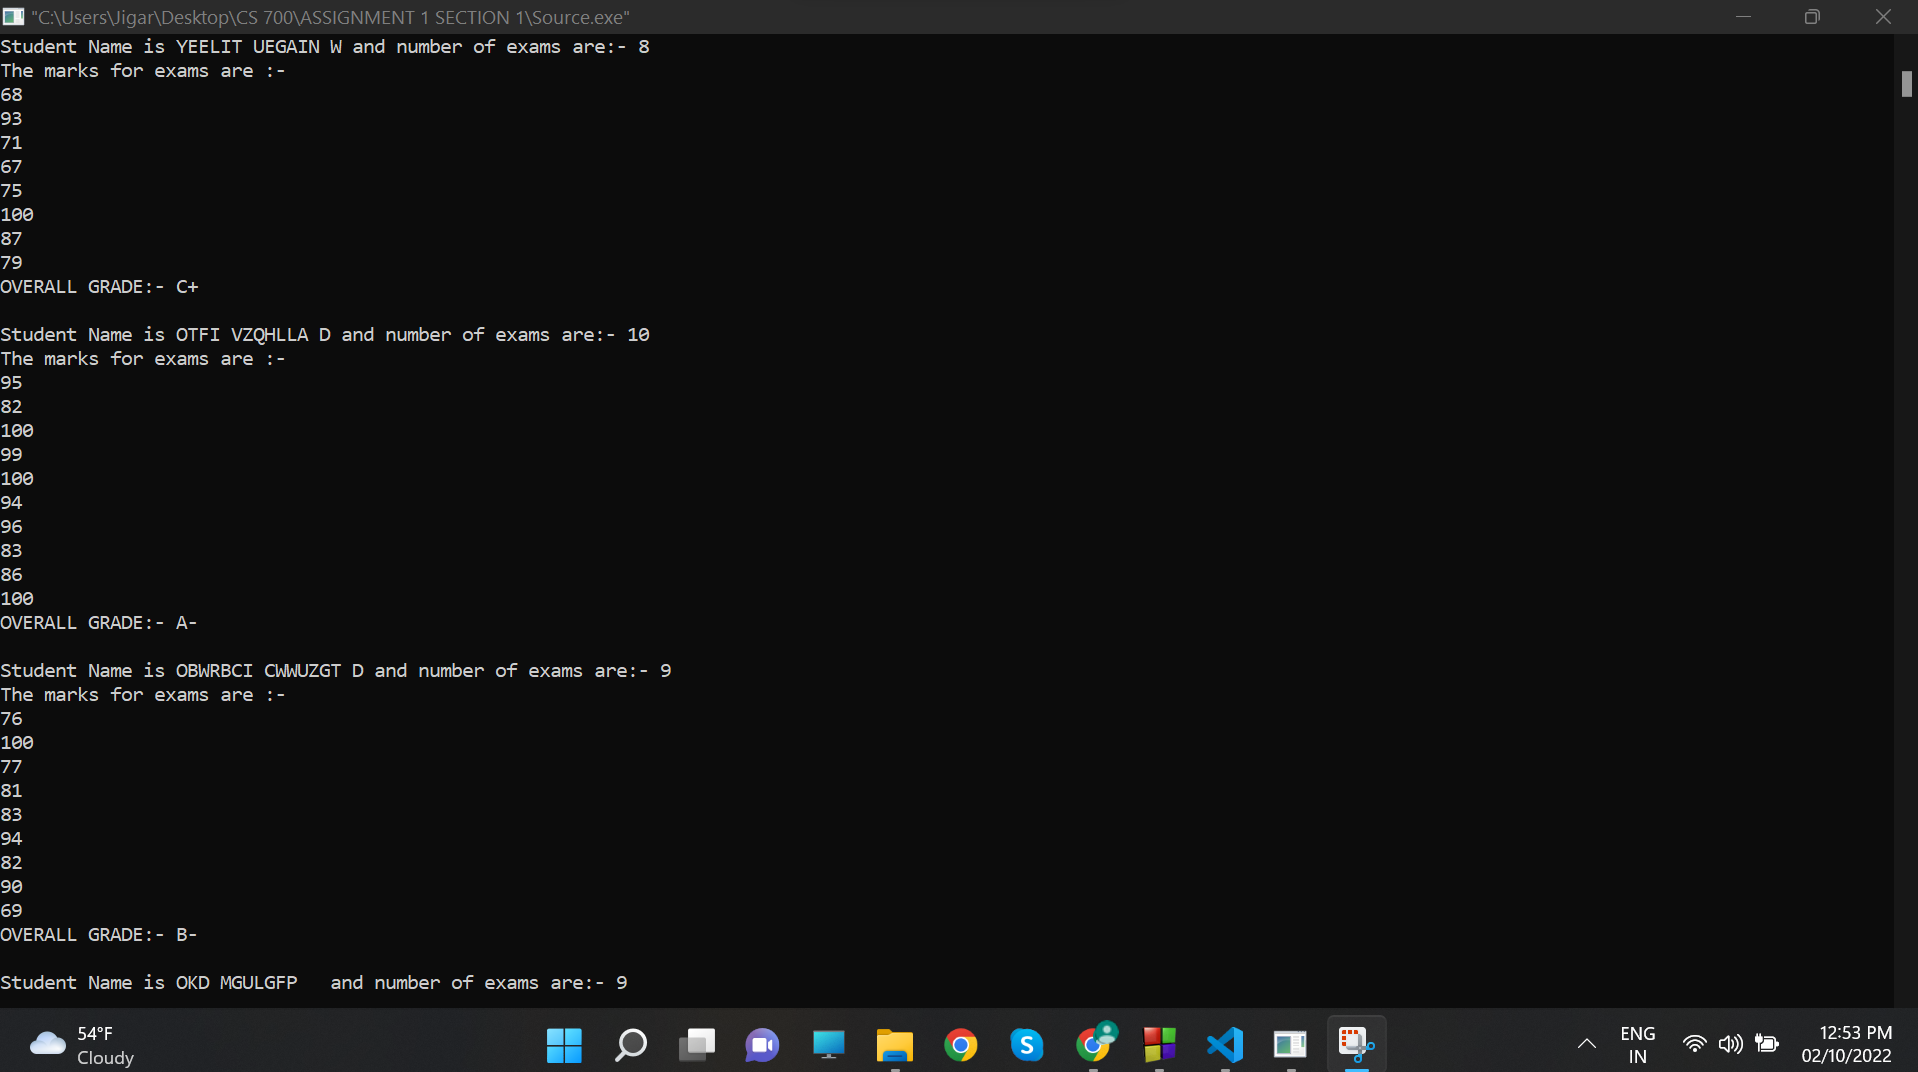 "C:\Users\Jigar\Desktop\CS 700\ASSIGNMENT 1 SECTION 1\Source.exe"
Student Name is YEELIT UEGAIN W and number of exams are:- 8
The marks for exams are :-
68
93
71
67
75
100
87
79
OVERALL GRADE:- C+
Student Name is OTFI VZQHLLA D and number of exams are:- 10
The marks for exams are :-
95
82
100
99
100
94
96
83
86
100
OVERALL GRADE:- A-
Student Name is OBWRBCI CWWUZGT D and number of exams are:- 9
The marks for exams are :-
76
100
77
81
83
94
82
90
69
OVERALL GRADE:- B-
Student Name is OKD MGULGFP   and number of exams are:- 9
54°F
Cloudy
S
ENG
IN
12:53 PM
02/10/2022